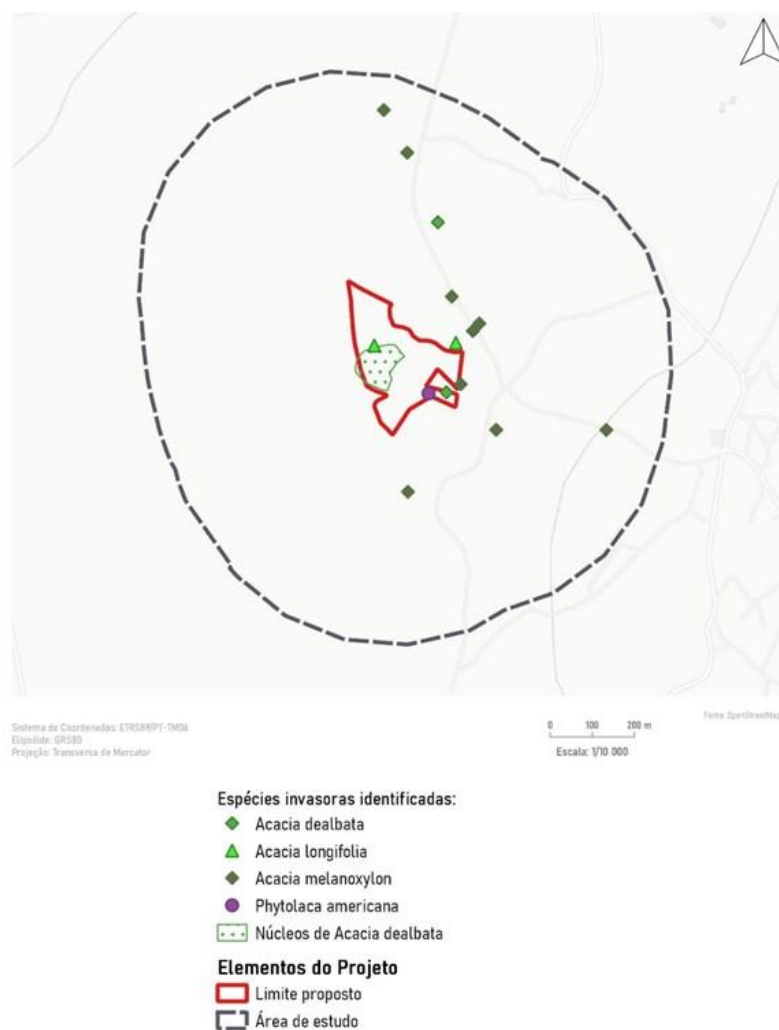 Sistema de Coordenadas: ETRS89/PT-TM06
Elipsóide: GRS80
Projeção: Transversa de Mercator
0 100 200 m
Escala: 1/10 000
Fonte: OpenStreetMap
Espécies invasoras identificadas:
Acacia dealbata
Acacia longifolia
Acacia melanoxylon
Phytolaca americana
Núcleos de Acacia dealbata
Elementos do Projeto
Limite proposto
Área de estudo